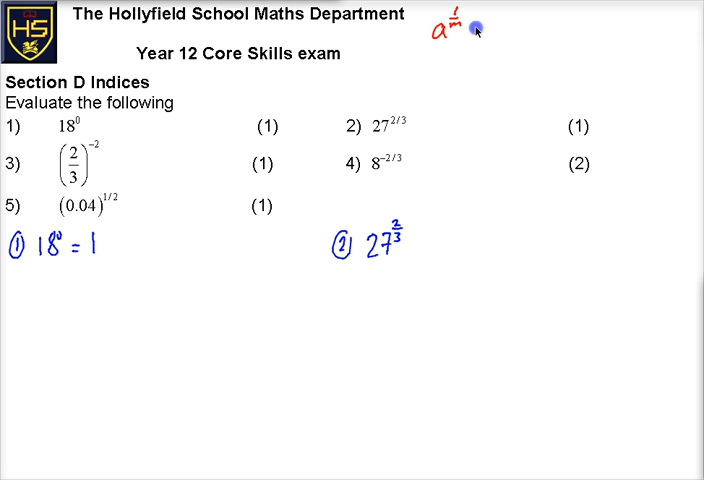 The Hollyfield School Maths Department
a^{1/m}
HS
Year 12 Core Skills exam
Section D Indices
Evaluate the following
1) 18^0 (1) 2) 27^{2/3} (1)
3) (2/3)^{-2} (1) 4) 8^{-2/3} (2)
5) (0.04)^{1/2} (1)
① 18^0 = 1 ② 27^{2/3}